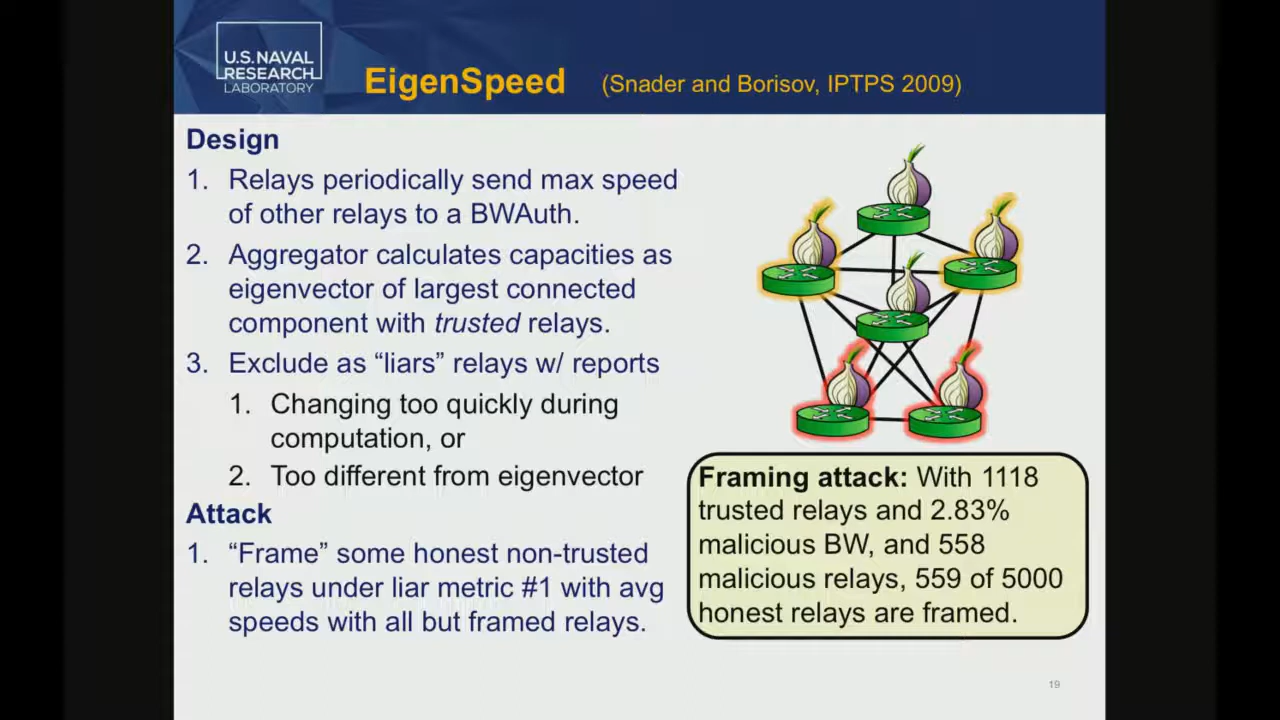 U.S. NAVAL
RESEARCH
LABORATORY
EigenSpeed (Snader and Borisov, IPTPS 2009)
Design
1. Relays periodically send max speed
of other relays to a BWAuth.
2. Aggregator calculates capacities as
eigenvector of largest connected
component with trusted relays.
3. Exclude as “liars” relays w/ reports
1. Changing too quickly during
computation, or
2. Too different from eigenvector
Attack
1. “Frame” some honest non-trusted
relays under liar metric #1 with avg
speeds with all but framed relays.
Framing attack: With 1118
trusted relays and 2.83%
malicious BW, and 558
malicious relays, 559 of 5000
honest relays are framed.
19